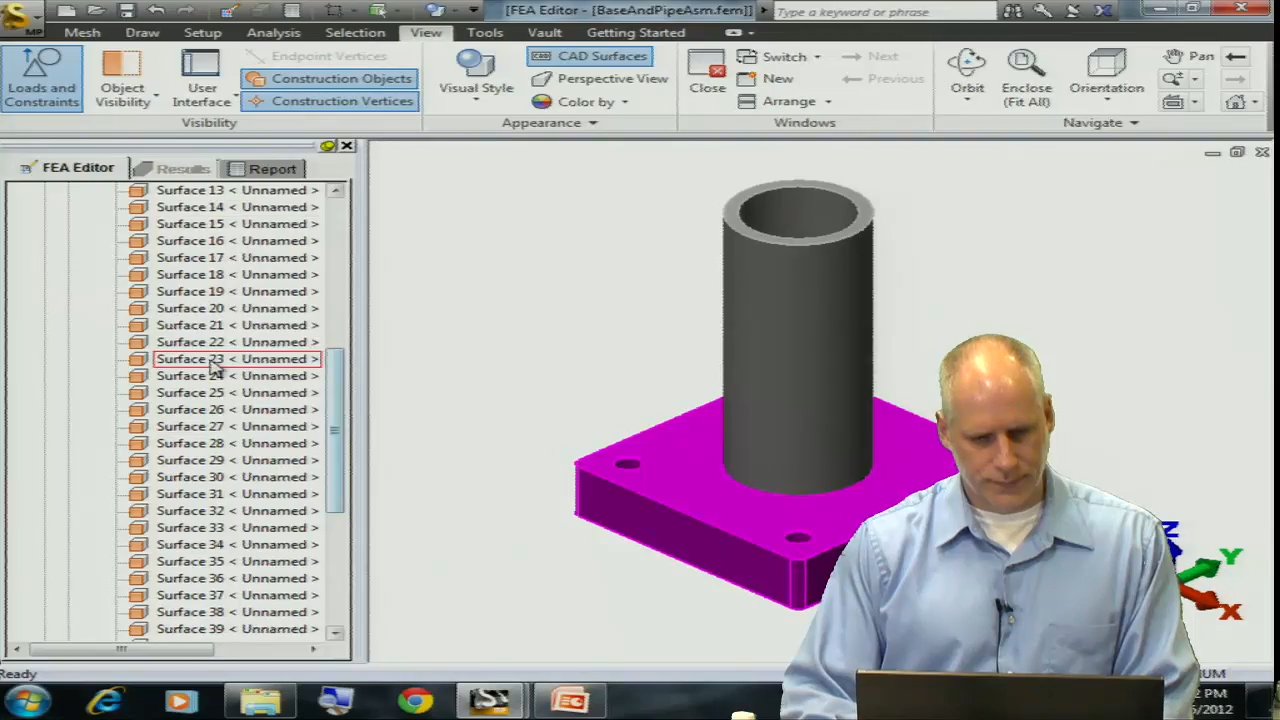 [FEA Editor - [BaseAndPipeAsm.fem]]
Type a keyword or phrase
MP
Mesh Draw Setup Analysis Selection View Tools Vault Getting Started
Loads and Constraints
Object Visibility
User Interface
Endpoint Vertices
Construction Objects
Construction Vertices
Visibility
Visual Style
CAD Surfaces
Perspective View
Color by
Appearance
Close
Switch
New
Arrange
Next
Previous
Windows
Orbit
Enclose (Fit All)
Orientation
Pan
Navigate
FEA Editor Results Report
Surface 13 < Unnamed >
Surface 14 < Unnamed >
Surface 15 < Unnamed >
Surface 16 < Unnamed >
Surface 17 < Unnamed >
Surface 18 < Unnamed >
Surface 19 < Unnamed >
Surface 20 < Unnamed >
Surface 21 < Unnamed >
Surface 22 < Unnamed >
Surface 23 < Unnamed >
Surface 24 < Unnamed >
Surface 25 < Unnamed >
Surface 26 < Unnamed >
Surface 27 < Unnamed >
Surface 28 < Unnamed >
Surface 29 < Unnamed >
Surface 30 < Unnamed >
Surface 31 < Unnamed >
Surface 32 < Unnamed >
Surface 33 < Unnamed >
Surface 34 < Unnamed >
Surface 35 < Unnamed >
Surface 36 < Unnamed >
Surface 37 < Unnamed >
Surface 38 < Unnamed >
Surface 39 < Unnamed >
Z
Y
X
Ready